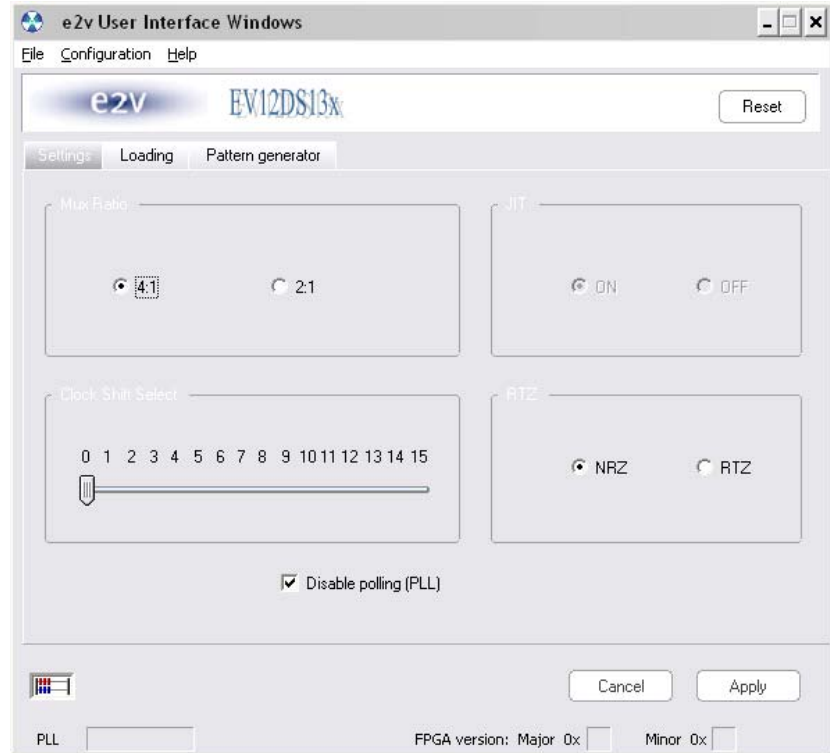 e2v User Interface Windows
File Configuration Help
e2v EV12DS13x Reset
Settings Loading Pattern generator
Mux Ratio
4:1 2:1
JIT
ON OFF
Clock Shift Select
0 1 2 3 4 5 6 7 8 9 10 11 12 13 14 15
RTZ
NRZ RTZ
Disable polling (PLL)
Cancel Apply
PLL FPGA version: Major 0x Minor 0x